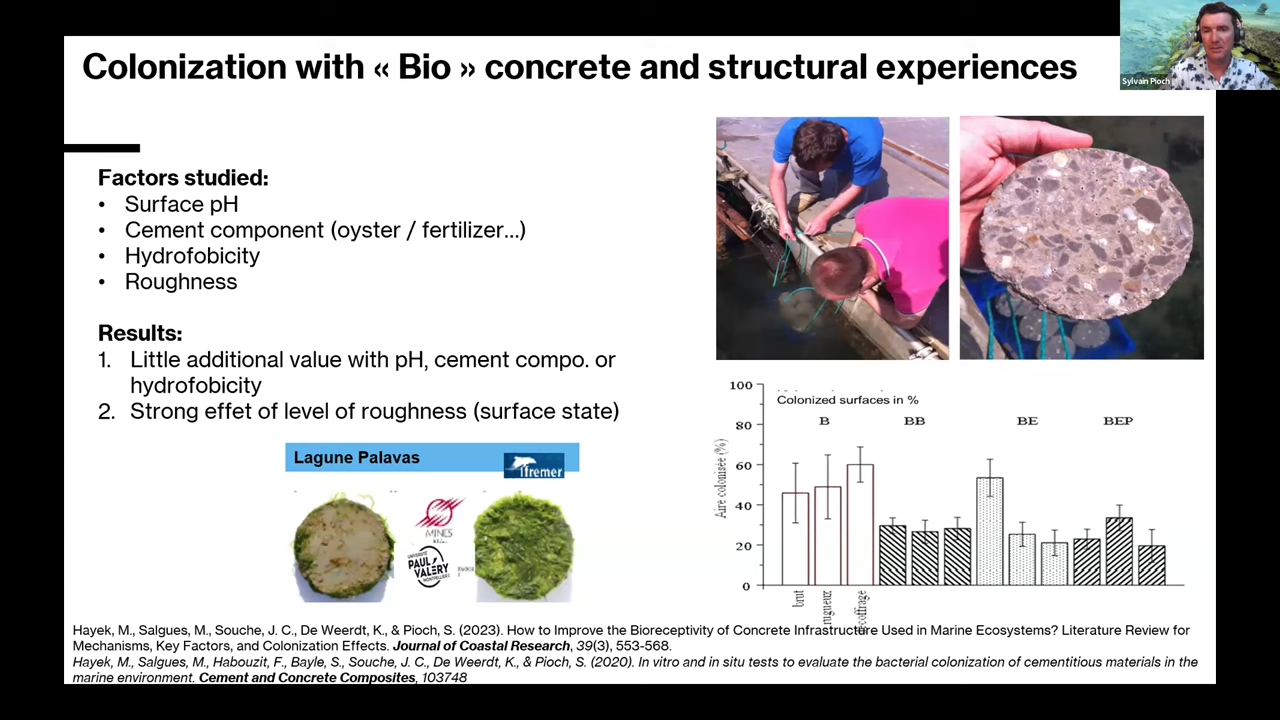 Colonization with « Bio » concrete and structural experiences
Sylvain Pioch
Factors studied:
• Surface pH
• Cement component (oyster / fertilizer...)
• Hydrofobicity
• Roughness
Results:
1. Little additional value with pH, cement compo. or
hydrofobicity
2. Strong effet of level of roughness (surface state)
Lagune Palavas
ifremer
MINES
UNIVERSITÉ
PAUL
VALÉRY
MONTPELLIER
100
80
60
40
20
0
Aire colonisée (%)
Colonized surfaces in %
B
BB
BE
BEP
brut
rugueux
Hayek, M., Salgues, M., Souche, J. C., De Weerdt, K., & Pioch, S. (2023). How to Improve the Bioreceptivity of Concrete Infrastructure Used in Marine Ecosystems? Literature Review for
Mechanisms, Key Factors, and Colonization Effects. Journal of Coastal Research, 39(3), 553-568.
Hayek, M., Salgues, M., Habouzit, F., Bayle, S., Souche, J. C., De Weerdt, K., & Pioch, S. (2020). In vitro and in situ tests to evaluate the bacterial colonization of cementitious materials in the
marine environment. Cement and Concrete Composites, 103748